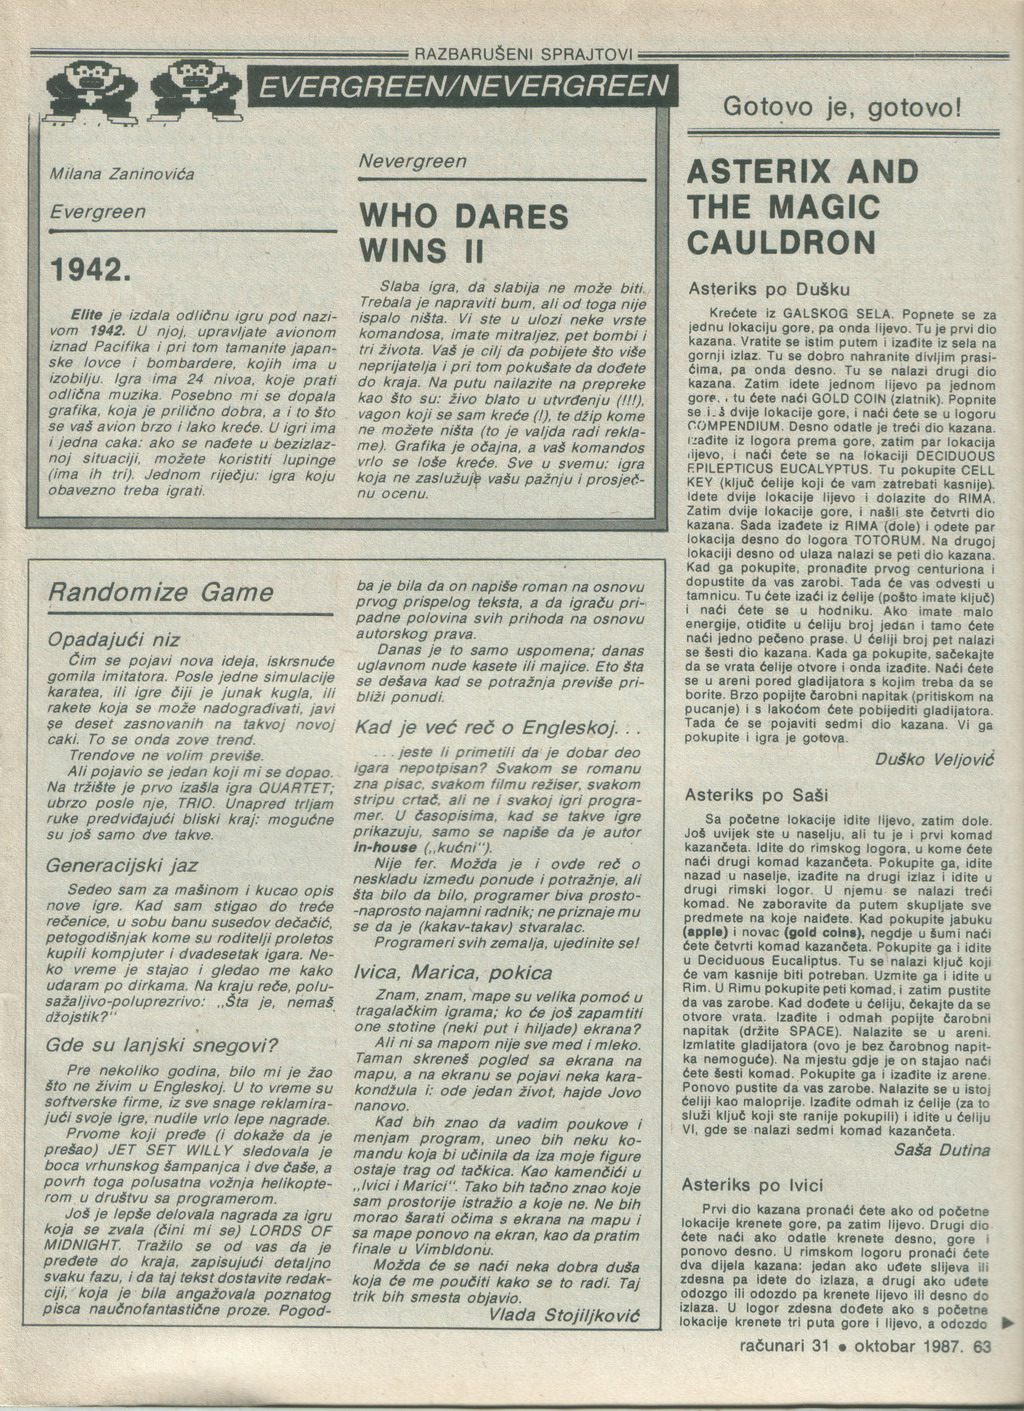 RAZBARUŠENI SPRAJTOVI
EVERGREEN/NEVERGREEN
Milana Zaninovića
Evergreen
1942.
Elite je izdala odličnu igru pod nazi-
vom 1942. U njoj, upravljate avionom
iznad Pacifika i pri tom tamanite japan-
ske lovce i bombardere, kojih ima u
izobilju. Igra ima 24 nivoa, koje prati
odlična muzika. Posebno mi se dopala
grafika, koja je prilično dobra, a i to što
se vaš avion brzo i lako kreće. U igri ima
i jedna caka: ako se nađete u bezizlaz-
noj situaciji, možete koristiti lupinge
(ima ih tri). Jednom riječju: igra koju
obavezno treba igrati.
Nevergreen
WHO DARES
WINS II
Slaba igra, da slabija ne može biti.
Trebala je napraviti bum, ali od toga nije
ispalo ništa. Vi ste u ulozi neke vrste
komandosa, imate mitraljez, pet bombi i
tri života. Vaš je cilj da pobijete što više
neprijatelja i pri tom pokušate da dođete
do kraja. Na putu nailazite na prepreke
kao što su: živo blato u utvrđenju (!!!),
vagon koji se sam kreće (!), te džip kome
ne možete ništa (to je valjda radi rekla-
me). Grafika je očajna, a vaš komandos
vrlo se loše kreće. Sve u svemu: igra
koja ne zaslužuje vašu pažnju i prosječ-
nu ocenu.
Randomize Game
Opadajući niz
Čim se pojavi nova ideja, iskrsnuće
gomila imitatora. Posle jedne simulacije
karatea, ili igre čiji je junak kugla, ili
rakete koja se može nadograđivati, javi
se deset zasnovanih na takvoj novoj
caki. To se onda zove trend.
Trendove ne volim previše.
Ali pojavio se jedan koji mi se dopao.
Na tržište je prvo izašla igra QUARTET;
ubrzo posle nje, TRIO. Unapred trljam
ruke predviđajući bliski kraj: mogućne
su još samo dve takve.
Generacijski jaz
Sedeo sam za mašinom i kucao opis
nove igre. Kad sam stigao do treće
rečenice, u sobu banu susedov dečačić,
petogodišnjak kome su roditelji proletos
kupili kompjuter i dvadesetak igara. Ne-
ko vreme je stajao i gledao me kako
udaram po dirkama. Na kraju reče, polu-
sažaljivo-poluprezrivo: „Šta je, nemaš
džojstik?“
Gde su lanjski snegovi?
Pre nekoliko godina, bilo mi je žao
što ne živim u Engleskoj. U to vreme su
softverske firme, iz sve snage reklamira-
jući svoje igre, nudile vrlo lepe nagrade.
Prvome koji pređe (i dokaže da je
prešao) JET SET WILLY sledovala je
boca vrhunskog šampanjca i dve čaše, a
povrh toga polusatna vožnja helikopte-
rom u društvu sa programerom.
Još je lepše delovala nagrada za igru
koja se zvala (čini mi se) LORDS OF
MIDNIGHT. Tražilo se od vas da je
pređete do kraja, zapisujući detaljno
svaku fazu, i da taj tekst dostavite redak-
ciji, koja je bila angažovala poznatog
pisca naučnofantastične proze. Pogod-
ba je bila da on napiše roman na osnovu
prvog prispelog teksta, a da igraču pri-
padne polovina svih prihoda na osnovu
autorskog prava.
Danas je to samo uspomena; danas
uglavnom nude kasete ili majice. Eto šta
se dešava kad se potražnja previše pri-
bliži ponudi.
Kad je već reč o Engleskoj. . .
. . . jeste li primetili da je dobar deo
igara nepotpisan? Svakom se romanu
zna pisac, svakom filmu režiser, svakom
stripu crtač, ali ne i svakoj igri progra-
mer. U časopisima, kad se takve igre
prikazuju, samo se napiše da je autor
in-house („kućni“).
Nije fer. Možda je i ovde reč o
neskladu između ponude i potražnje, ali
šta bilo da bilo, programer biva prosto-
-naprosto najamni radnik; ne priznaje mu
se da je (kakav-takav) stvaralac.
Programeri svih zemalja, ujedinite se!
Ivica, Marica, pokica
Znam, znam, mape su velika pomoć u
tragalačkim igrama; ko će još zapamtiti
one stotine (neki put i hiljade) ekrana?
Ali ni sa mapom nije sve med i mleko.
Taman skreneš pogled sa ekrana na
mapu, a na ekranu se pojavi neka kara-
kondžula i: ode jedan život, hajde Jovo
nanovo.
Kad bih znao da vadim poukove i
menjam program, uneo bih neku ko-
mandu koja bi učinila da iza moje figure
ostaje trag od tačkica. Kao kamenčići u
„Ivici i Marici“. Tako bih tačno znao koje
sam prostorije istražio a koje ne. Ne bih
morao šarati očima s ekrana na mapu i
sa mape ponovo na ekran, kao da pratim
finale u Vimbldonu.
Možda će se naći neka dobra duša
koja će me poučiti kako se to radi. Taj
trik bih smesta objavio.
Vlada Stojiljković
Gotovo je, gotovo!
ASTERIX AND
THE MAGIC
CAULDRON
Asteriks po Dušku
Krećete iz GALSKOG SELA. Popnete se za
jednu lokaciju gore, pa onda lijevo. Tu je prvi dio
kazana. Vratite se istim putem i izađite iz sela na
gornji izlaz. Tu se dobro nahranite divljim prasi-
ćima, pa onda desno. Tu se nalazi drugi dio
kazana. Zatim idete jednom lijevo pa jednom
gore, tu ćete naći GOLD COIN (zlatnik). Popnite
se dvije lokacije gore, i naći ćete se u logoru
COMPENDIUM. Desno odatle je treći dio kazana.
Izađite iz logora prema gore, zatim par lokacija
lijevo, i naći ćete se na lokaciji DECIDUOUS
EPILEPTICUS EUCALYPTUS. Tu pokupite CELL
KEY (ključ ćelije koji će vam zatrebati kasnije).
Idete dvije lokacije lijevo i dolazite do RIMA.
Zatim dvije lokacije gore, i našli ste četvrti dio
kazana. Sada izađete iz RIMA (dole) i odete par
lokacija desno do logora TOTORUM. Na drugoj
lokaciji desno od ulaza nalazi se peti dio kazana.
Kad ga pokupite, pronađite prvog centuriona i
dopustite da vas zarobi. Tada će vas odvesti u
tamnicu. Tu ćete izaći iz ćelije (pošto imate ključ)
i naći ćete se u hodniku. Ako imate malo
energije, otiđite u ćeliju broj jedan i tamo ćete
naći jedno pečeno prase. U ćeliji broj pet nalazi
se šesti dio kazana. Kada ga pokupite, sačekajte
da se vrata ćelije otvore i onda izađite. Naći ćete
se u areni pored gladijatora s kojim treba da se
borite. Brzo popijte čarobni napitak (pritiskom na
pucanje) i s lakoćom ćete pobijediti gladijatora.
Tada će se pojaviti sedmi dio kazana. Vi ga
pokupite i igra je gotova.
Duško Veljović
Asteriks po Saši
Sa početne lokacije idite lijevo, zatim dole.
Još uvijek ste u naselju, ali tu je i prvi komad
kazančeta. Idite do rimskog logora, u kome ćete
naći drugi komad kazančeta. Pokupite ga, idite
nazad u naselje, izađite na drugi izlaz i idite u
drugi rimski logor. U njemu se nalazi treći
komad. Ne zaboravite da putem skupljate sve
predmete na koje naiđete. Kad pokupite jabuku
(apple) i novac (gold coins), negdje u šumi naći
ćete četvrti komad kazančeta. Pokupite ga i idite
u Deciduous Eucaliptus. Tu se nalazi ključ koji
će vam kasnije biti potreban. Uzmite ga i idite u
Rim. U Rimu pokupite peti komad, i zatim pustite
da vas zarobe. Kad dođete u ćeliju, čekajte da se
otvore vrata. Izađite i odmah popijte čarobni
napitak (držite SPACE). Nalazite se u areni.
Izmlatite gladijatora (ovo je bez čarobnog napit-
ka nemoguće). Na mjestu gdje je on stajao naći
ćete šesti komad. Pokupite ga i izađite iz arene.
Ponovo pustite da vas zarobe. Nalazite se u istoj
ćeliji kao maloprije. Izađite odmah iz ćelije (za to
služi ključ koji ste ranije pokupili) i idite u ćeliju
VI, gde se nalazi sedmi komad kazančeta.
Saša Dutina
Asteriks po Ivici
Prvi dio kazana pronaći ćete ako od početne
lokacije krenete gore, pa zatim lijevo. Drugi dio
ćete naći ako odatle krenete desno, gore i
ponovo desno. U rimskom logoru pronaći ćete
dva dijela kazana: jedan ako uđete slijeva ili
zdesna pa idete do izlaza, a drugi ako uđete
odozgo ili odozdo pa krenete lijevo ili desno do
izlaza. U logor zdesna dođete ako s početne
lokacije krenete tri puta gore i lijevo, a odozdo
računari 31 • oktobar 1987. 63